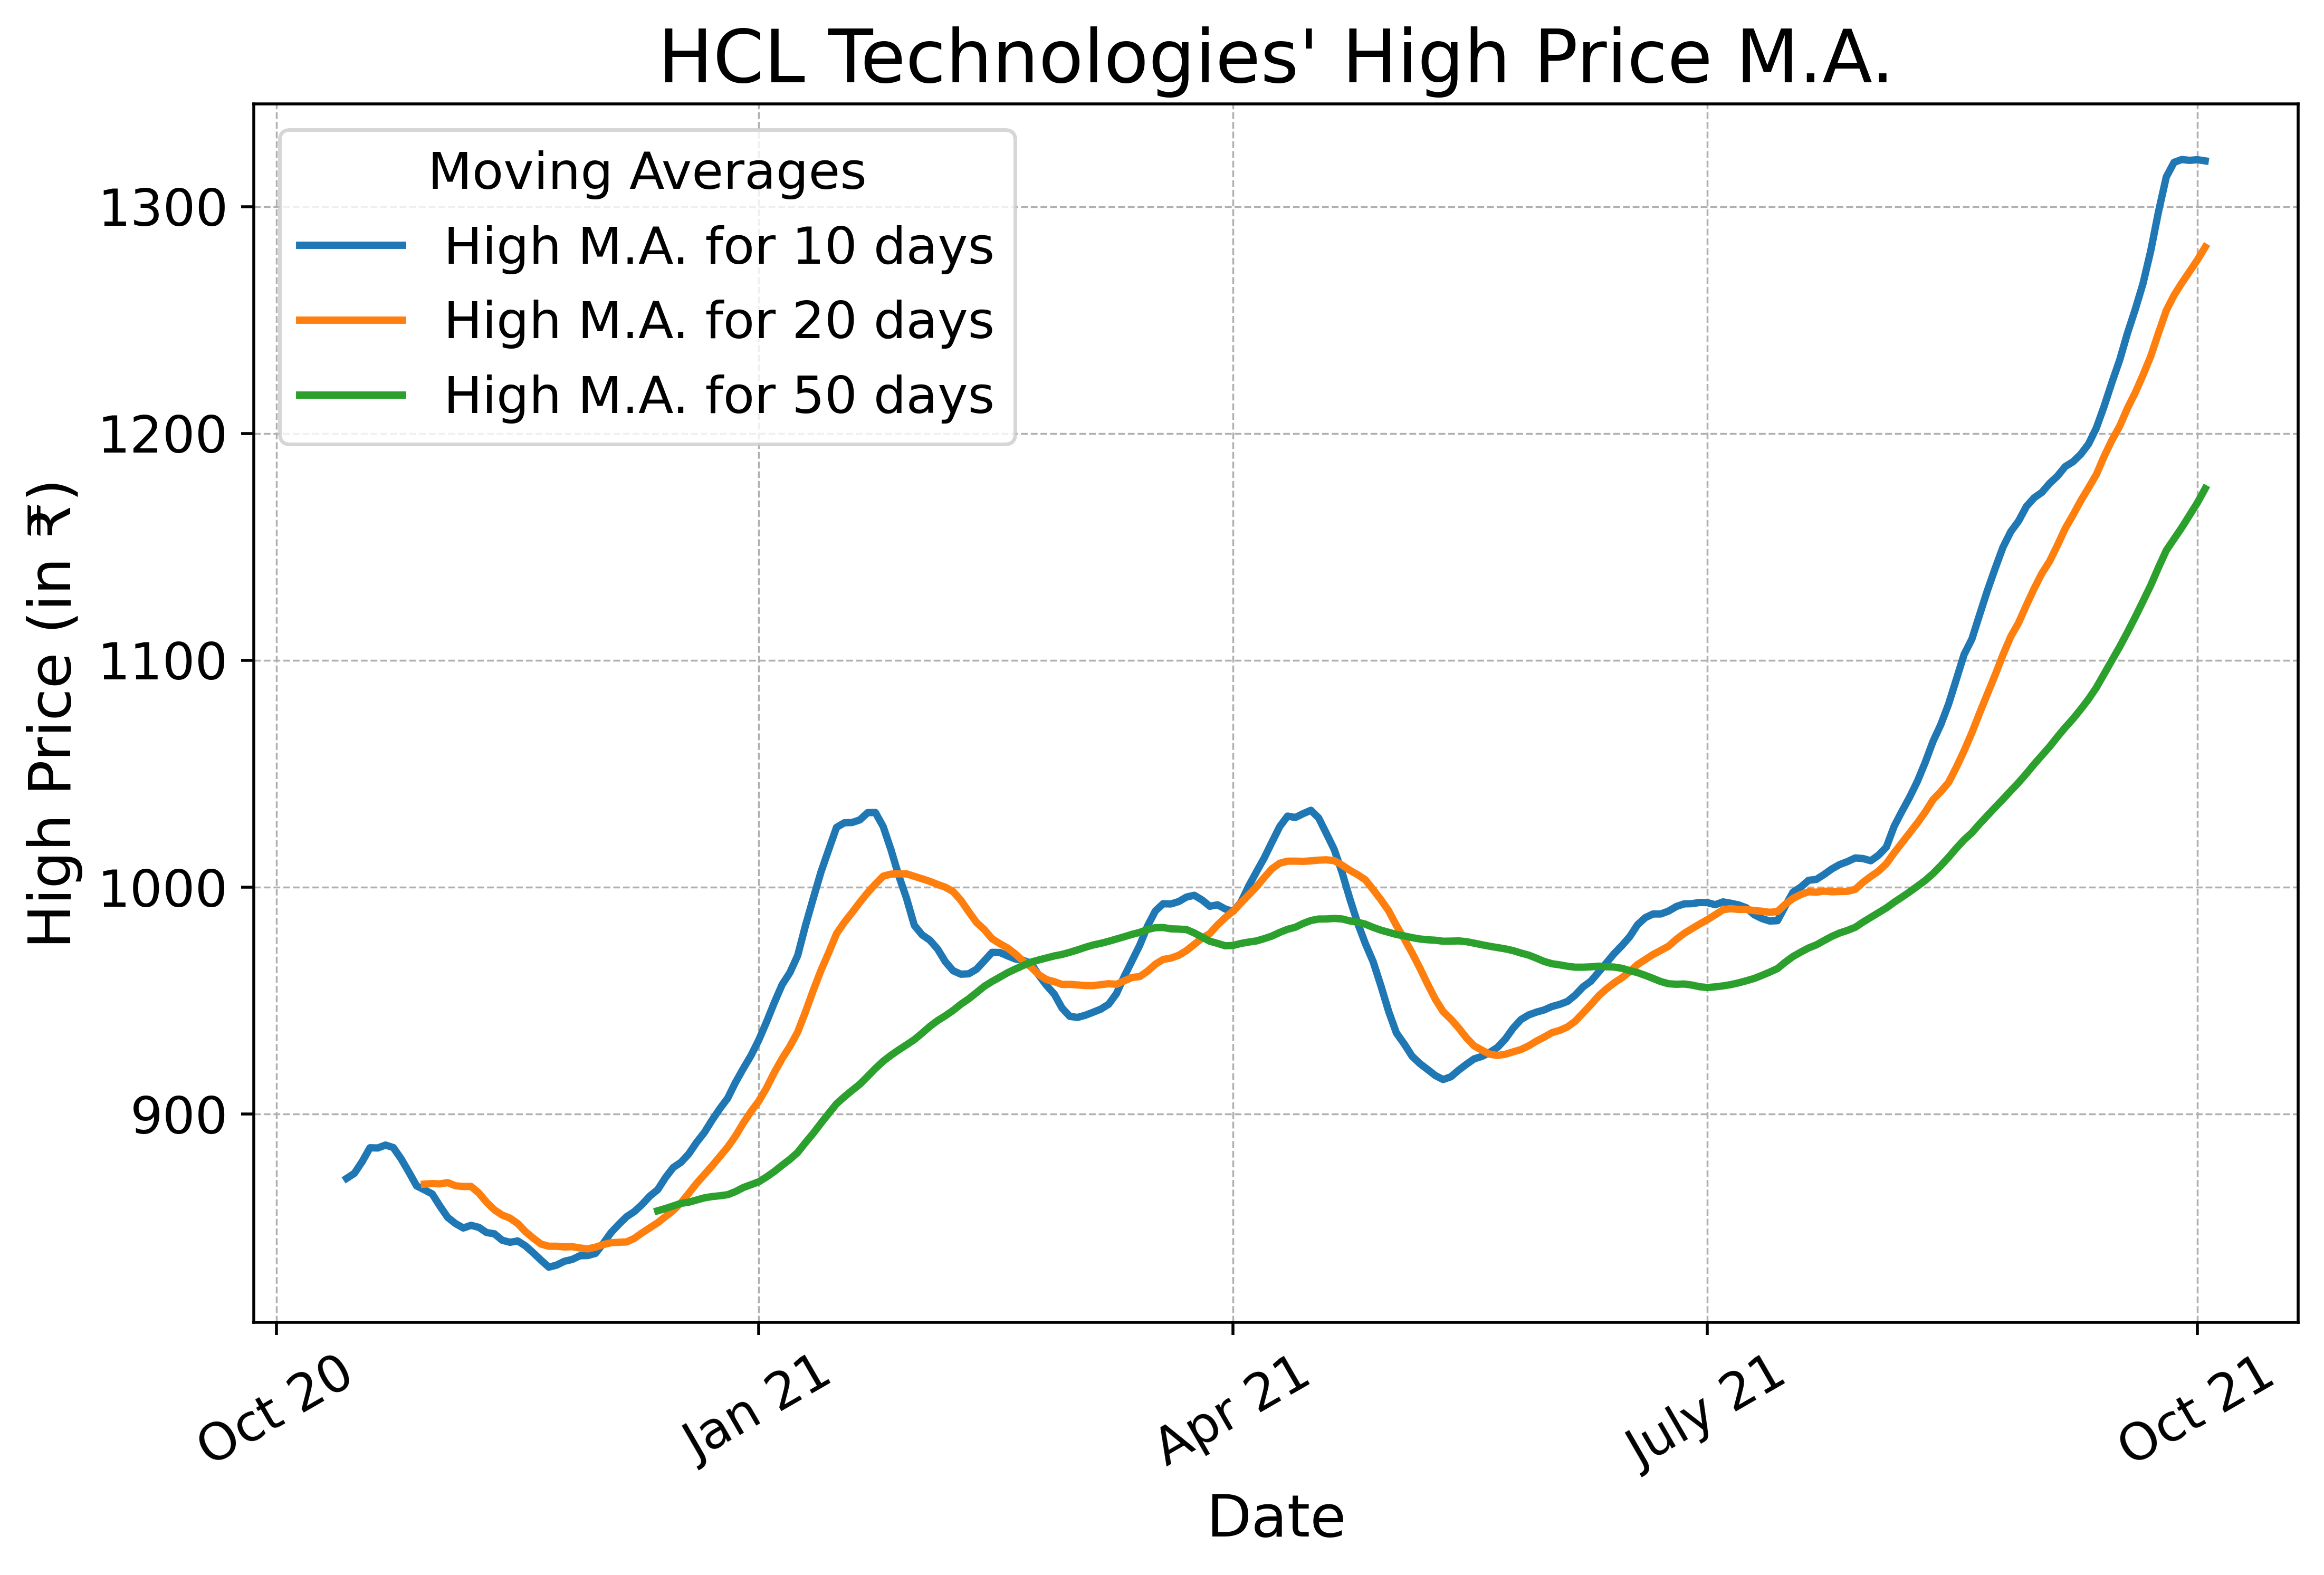 HCL Technologies' High Price M.A.
Moving Averages
High M.A. for 10 days
High M.A. for 20 days
High M.A. for 50 days
High Price (in ₹)
1300
1200
1100
1000
900
Oct 20
Jan 21
Apr 21
July 21
Oct 21
Date